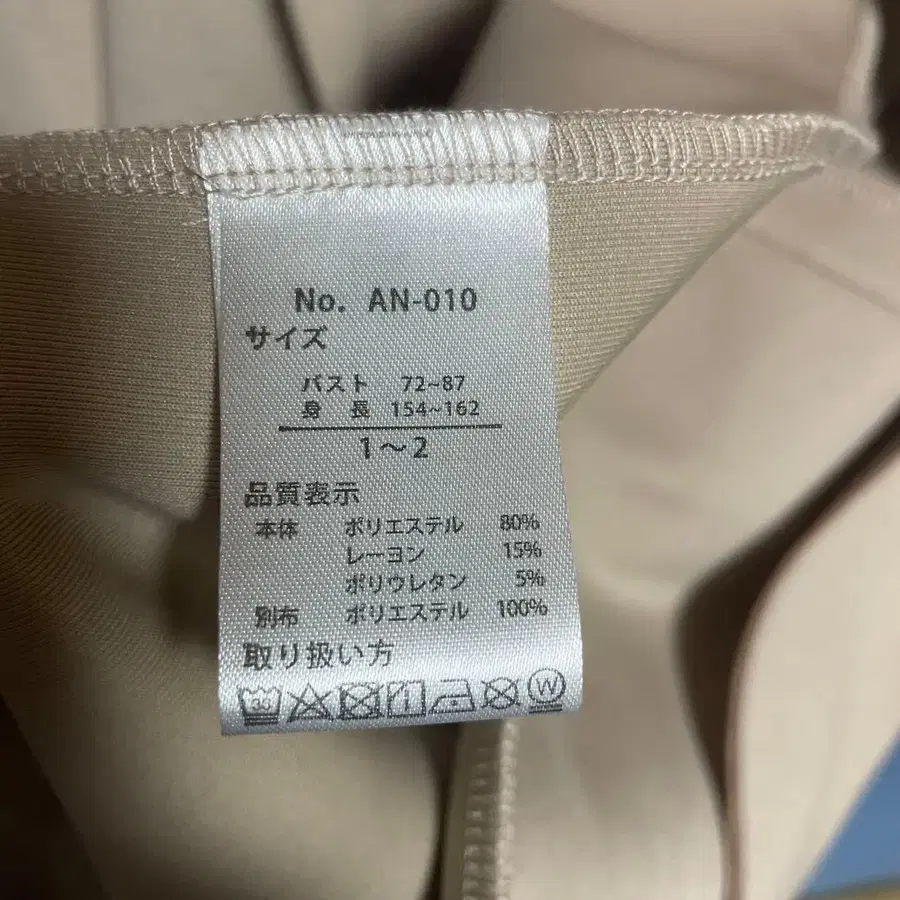 No. AN-010
サイズ
バスト 72~87
身 長 154~162
1～2
品質表示
本体 ポリエステル 80%
レーヨン 15%
ポリウレタン 5%
別布 ポリエステル 100%
取り扱い方
30 W